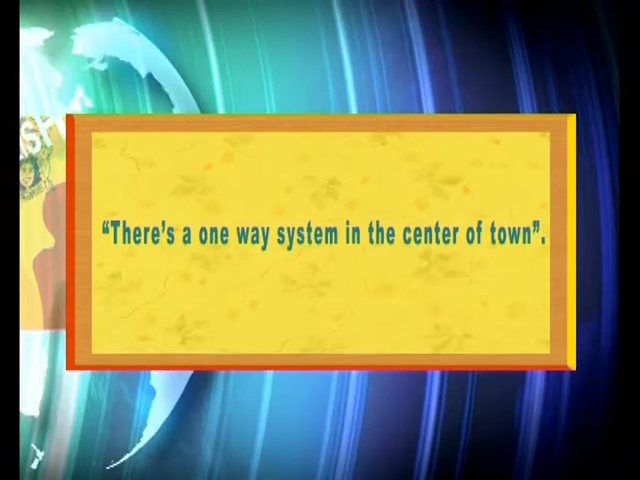 “There’s a one way system in the center of town”.